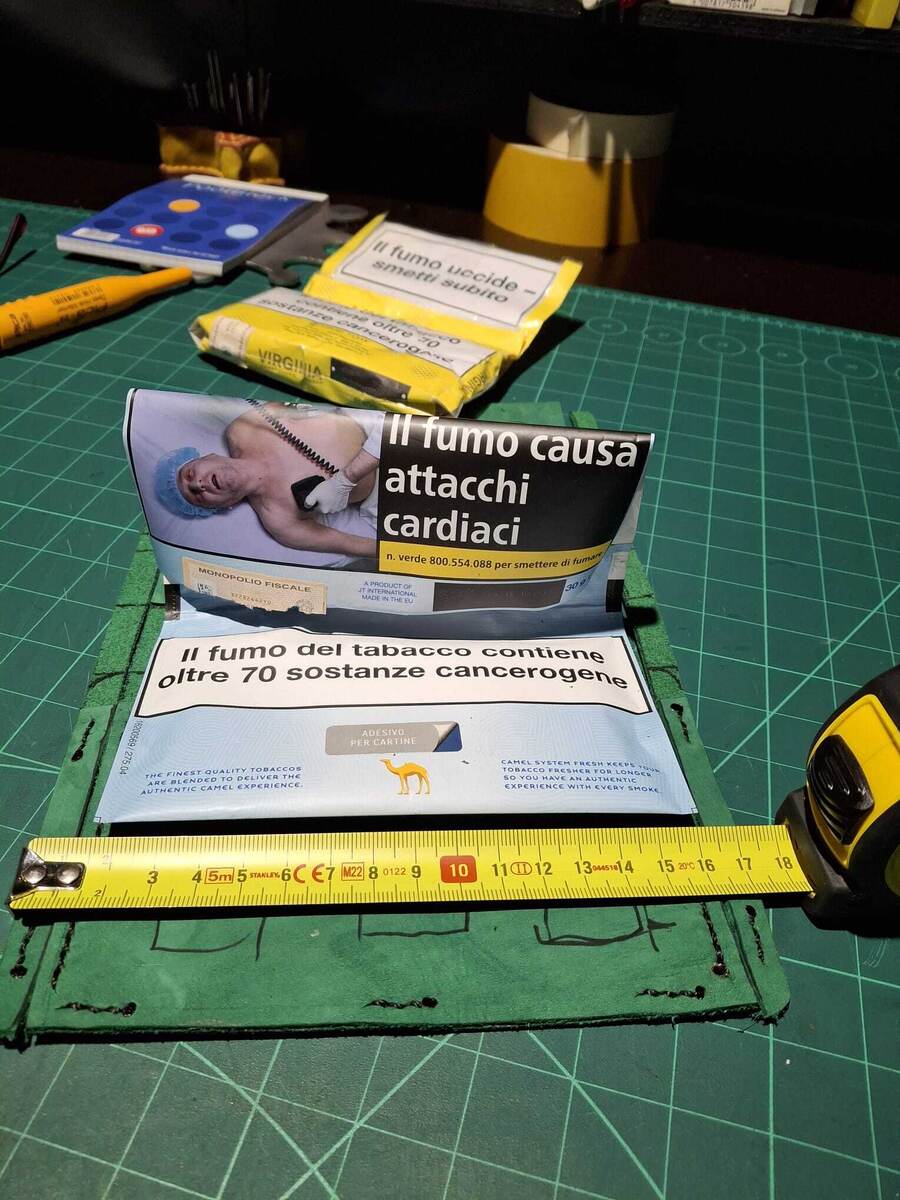 Il fumo uccide -
smetti subito
contiene oltre 70
sostanze cancerogene
VIRGINIA
Il fumo causa
attacchi
cardiaci
n. verde 800.554.088 per smettere di fumare
MONOPOLIO FISCALE
A PRODUCT OF
JT INTERNATIONAL
MADE IN THE EU
30 g
Il fumo del tabacco contiene
oltre 70 sostanze cancerogene
ADESIVO
PER CARTINE
THE FINEST QUALITY TOBACCOS
ARE BLENDED TO DELIVER THE
AUTHENTIC CAMEL EXPERIENCE.
CAMEL SYSTEM FRESH KEEPS YOUR
TOBACCO FRESHER FOR LONGER
SO YOU HAVE AN AUTHENTIC
EXPERIENCE WITH EVERY SMOKE.
2 3 4 5m 5 STANLEY 6 CE 7 M22 8 0122 9 10 11 II 12 13 14 15 20°C 16 17 18